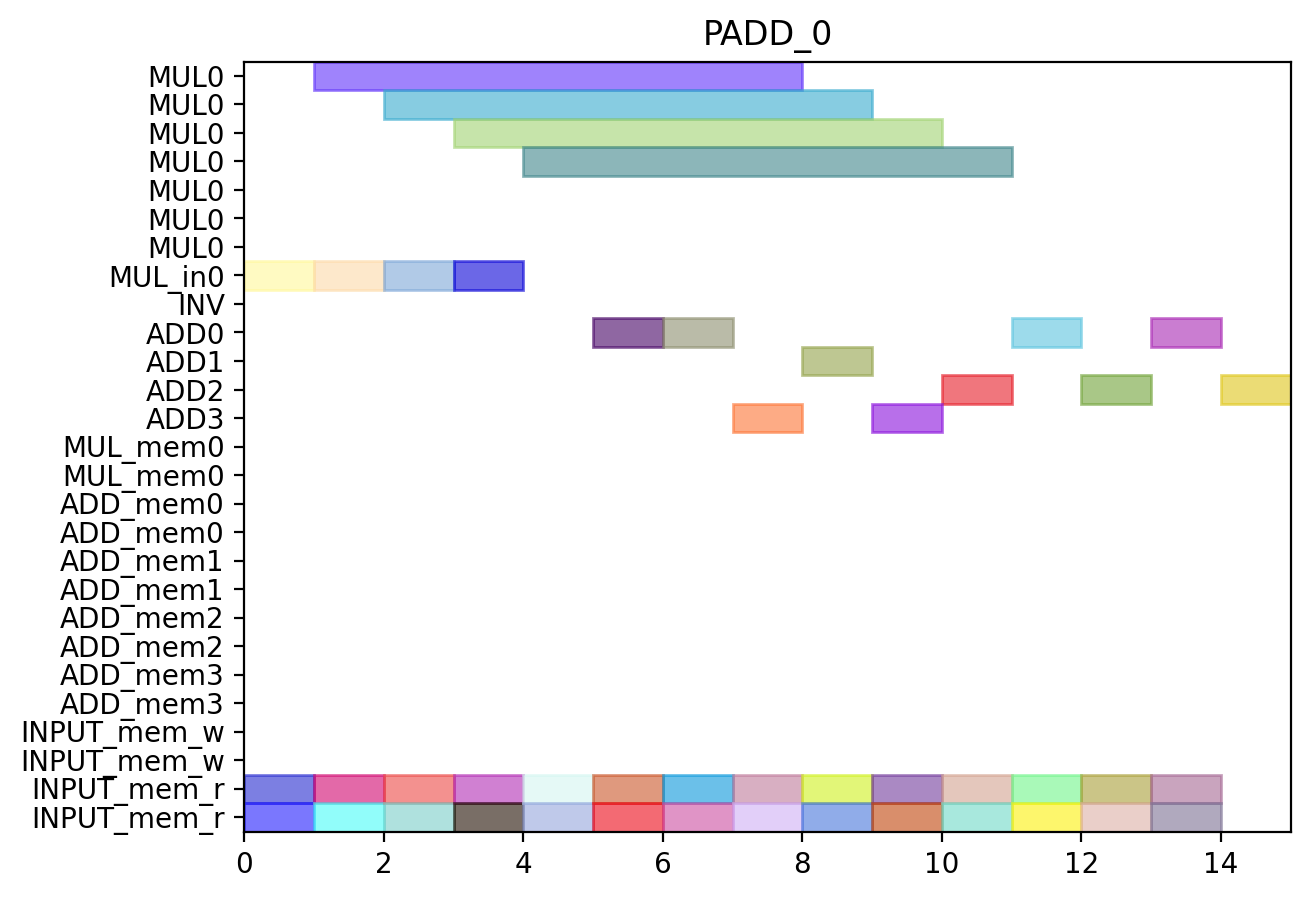 PADD_0
MUL0
MUL0
MUL0
MUL0
MUL0
MUL0
MUL0
MUL_in0
INV
ADD0
ADD1
ADD2
ADD3
MUL_mem0
MUL_mem0
ADD_mem0
ADD_mem0
ADD_mem1
ADD_mem1
ADD_mem2
ADD_mem2
ADD_mem3
ADD_mem3
INPUT_mem_w
INPUT_mem_w
INPUT_mem_r
INPUT_mem_r
0 2 4 6 8 10 12 14